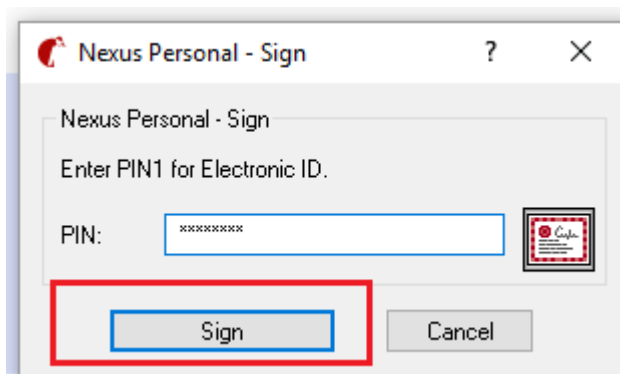 Nexus Personal - Sign ?
Nexus Personal - Sign
Enter PIN1 for Electronic ID.
PIN: ********
Sign Cancel